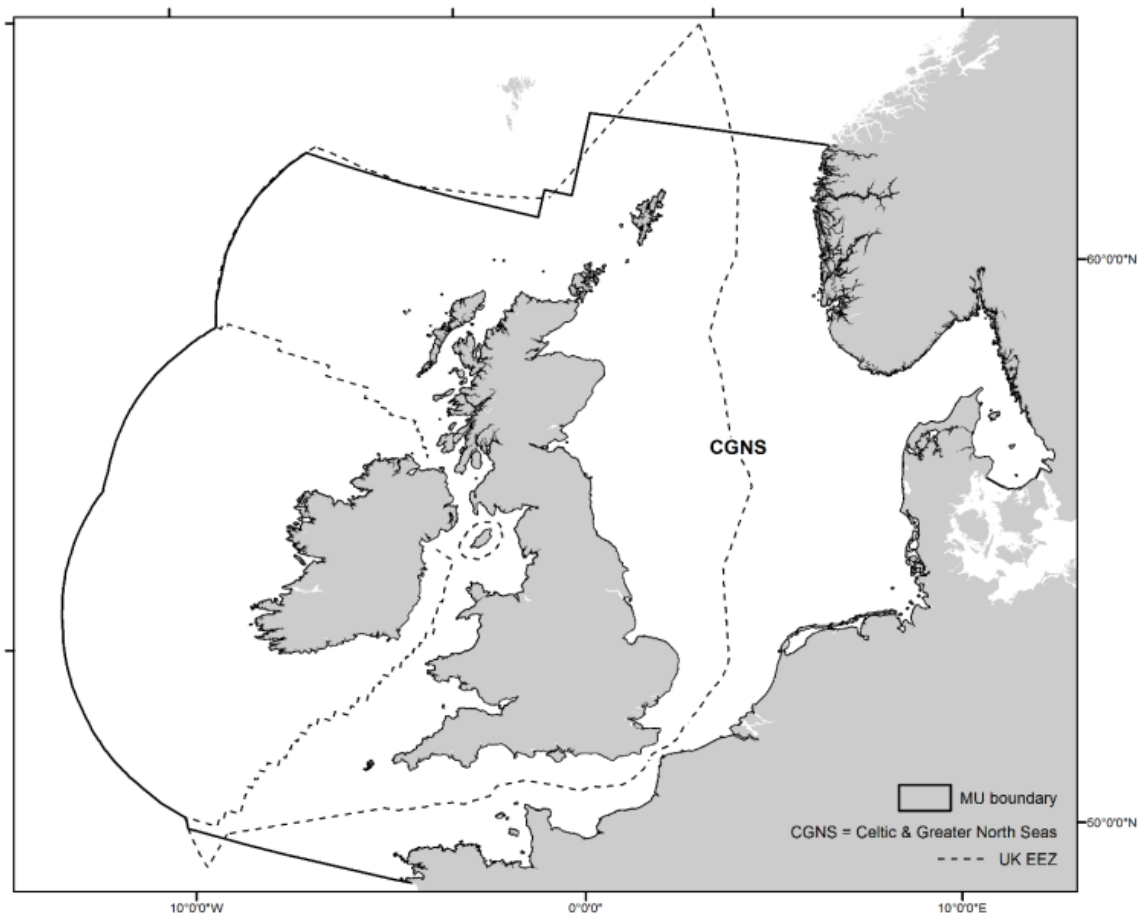 60°0'0"N
CGNS
MU boundary
CGNS = Celtic & Greater North Seas
50°0'0"N
UK EEZ
10°0'0"W
0°0'0"
10°0'0"E